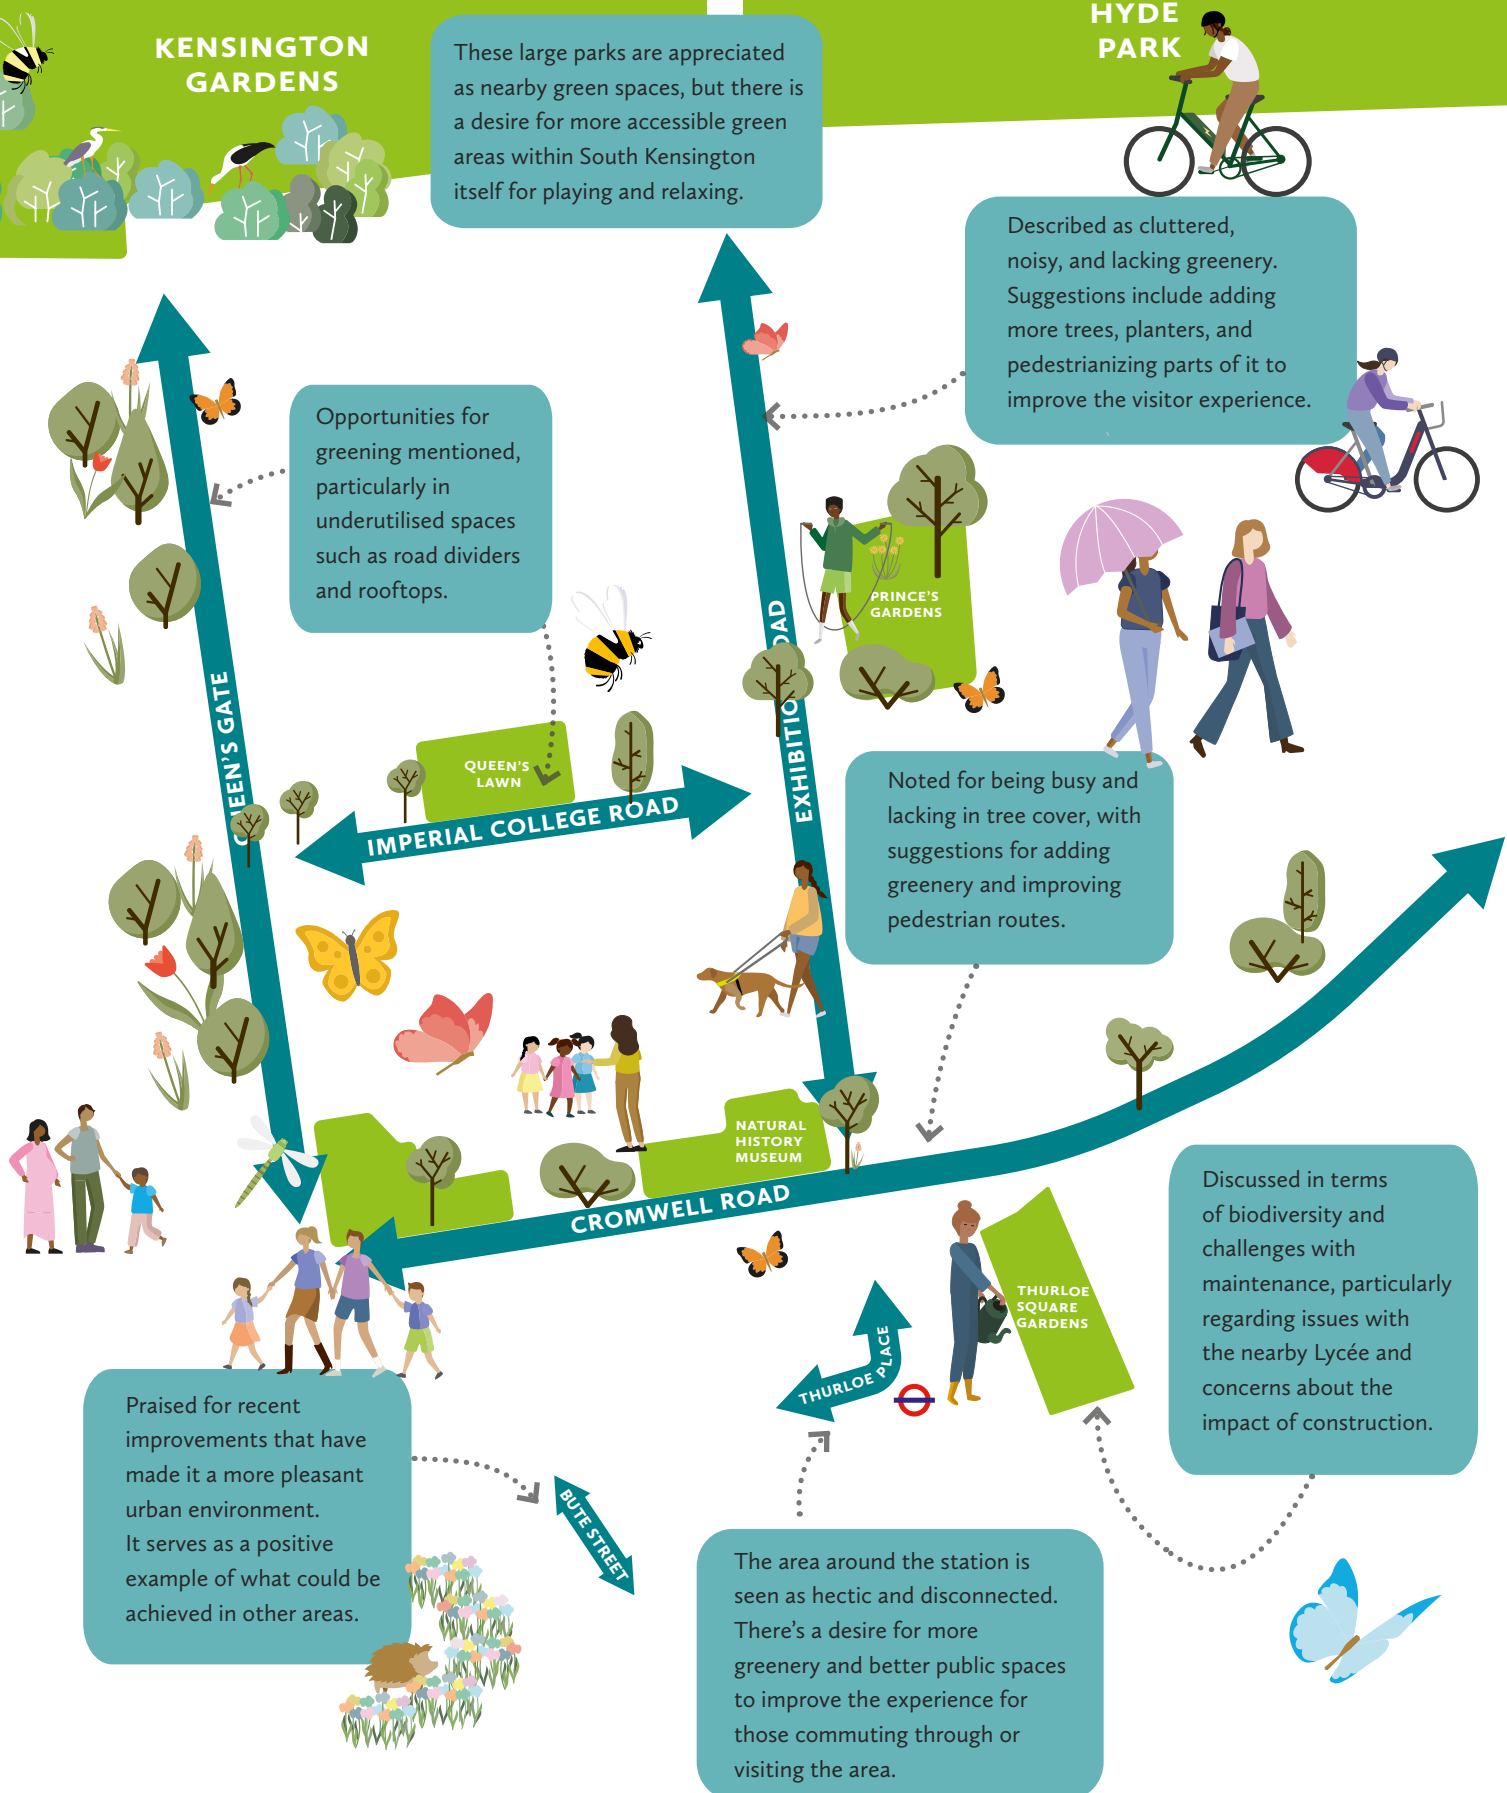 KENSINGTON
GARDENS
These large parks are appreciated
as nearby green spaces, but there is
a desire for more accessible green
areas within South Kensington
itself for playing and relaxing.
HYDE
PARK
Described as cluttered,
noisy, and lacking greenery.
Suggestions include adding
more trees, planters, and
pedestrianizing parts of it to
improve the visitor experience.
Opportunities for
greening mentioned,
particularly in
underutilised spaces
such as road dividers
and rooftops.
PRINCE'S
GARDENS
QUEEN'S GATE
EXHIBITION ROAD
QUEEN'S
LAWN
IMPERIAL COLLEGE ROAD
Noted for being busy and
lacking in tree cover, with
suggestions for adding
greenery and improving
pedestrian routes.
NATURAL
HISTORY
MUSEUM
CROMWELL ROAD
Discussed in terms
of biodiversity and
challenges with
maintenance, particularly
regarding issues with
the nearby Lycée and
concerns about the
impact of construction.
THURLOE
SQUARE
GARDENS
THURLOE PLACE
Praised for recent
improvements that have
made it a more pleasant
urban environment.
It serves as a positive
example of what could be
achieved in other areas.
BUTE STREET
The area around the station is
seen as hectic and disconnected.
There's a desire for more
greenery and better public spaces
to improve the experience for
those commuting through or
visiting the area.